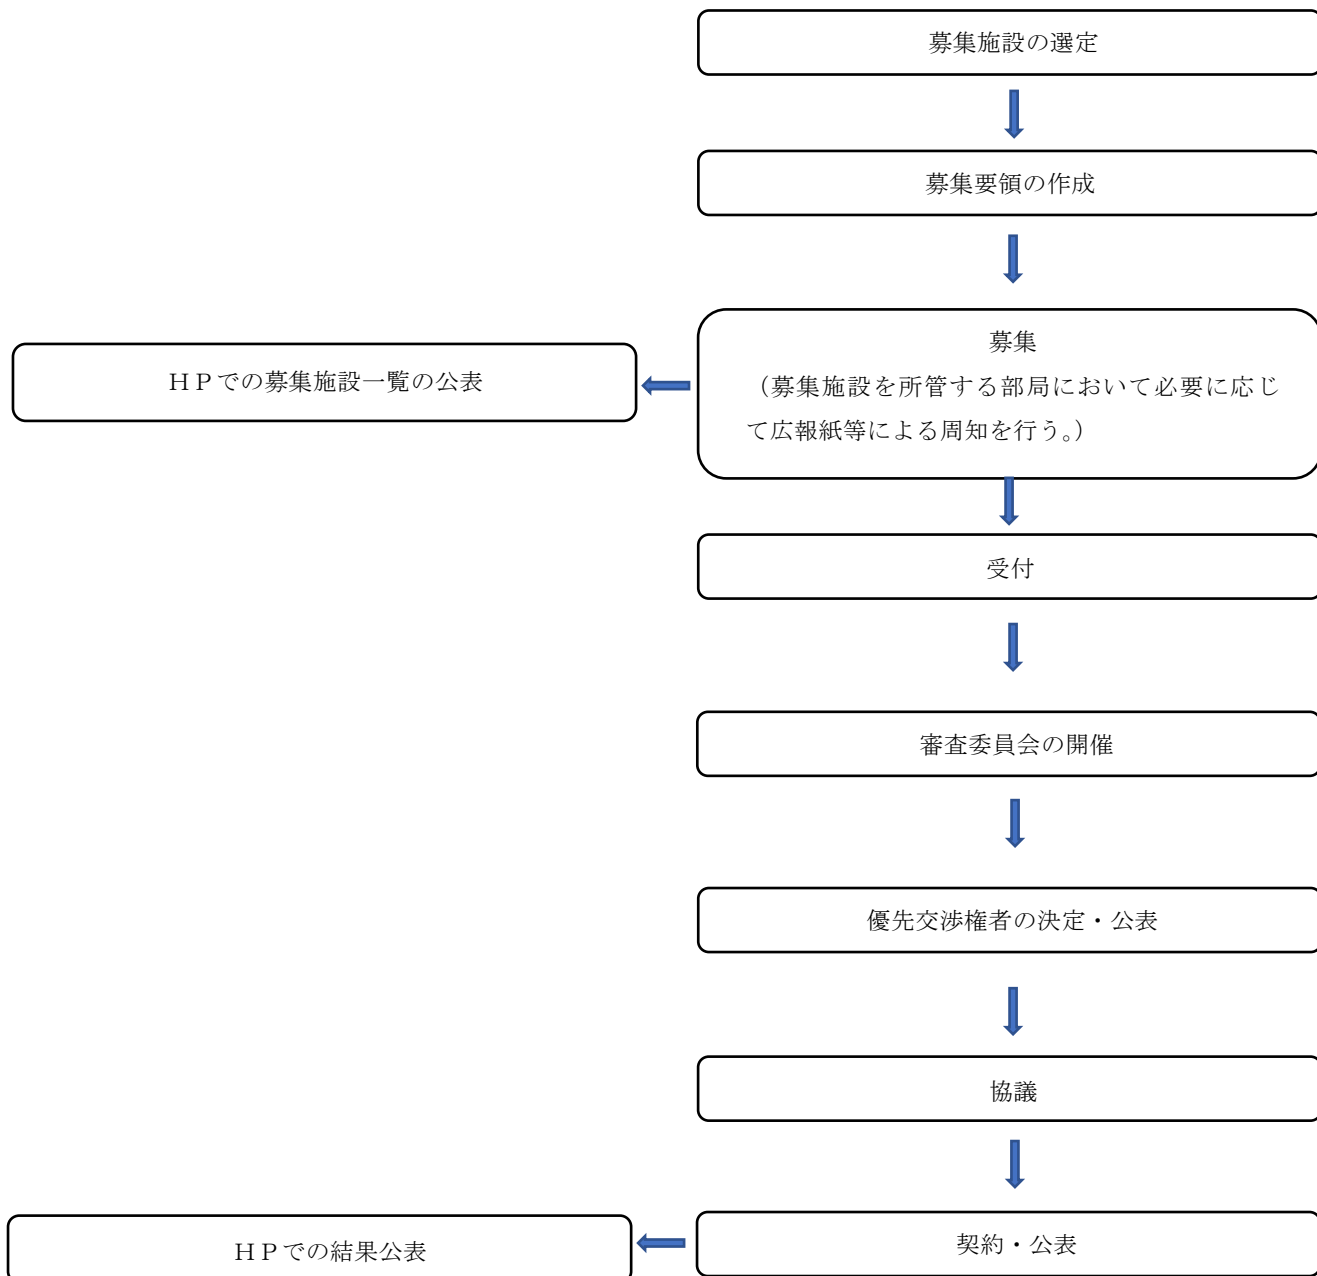 募集施設の選定
募集要領の作成
募集
（募集施設を所管する部局において必要に応じ
て広報紙等による周知を行う。）
ＨＰでの募集施設一覧の公表
受付
審査委員会の開催
優先交渉権者の決定・公表
協議
契約・公表
ＨＰでの結果公表